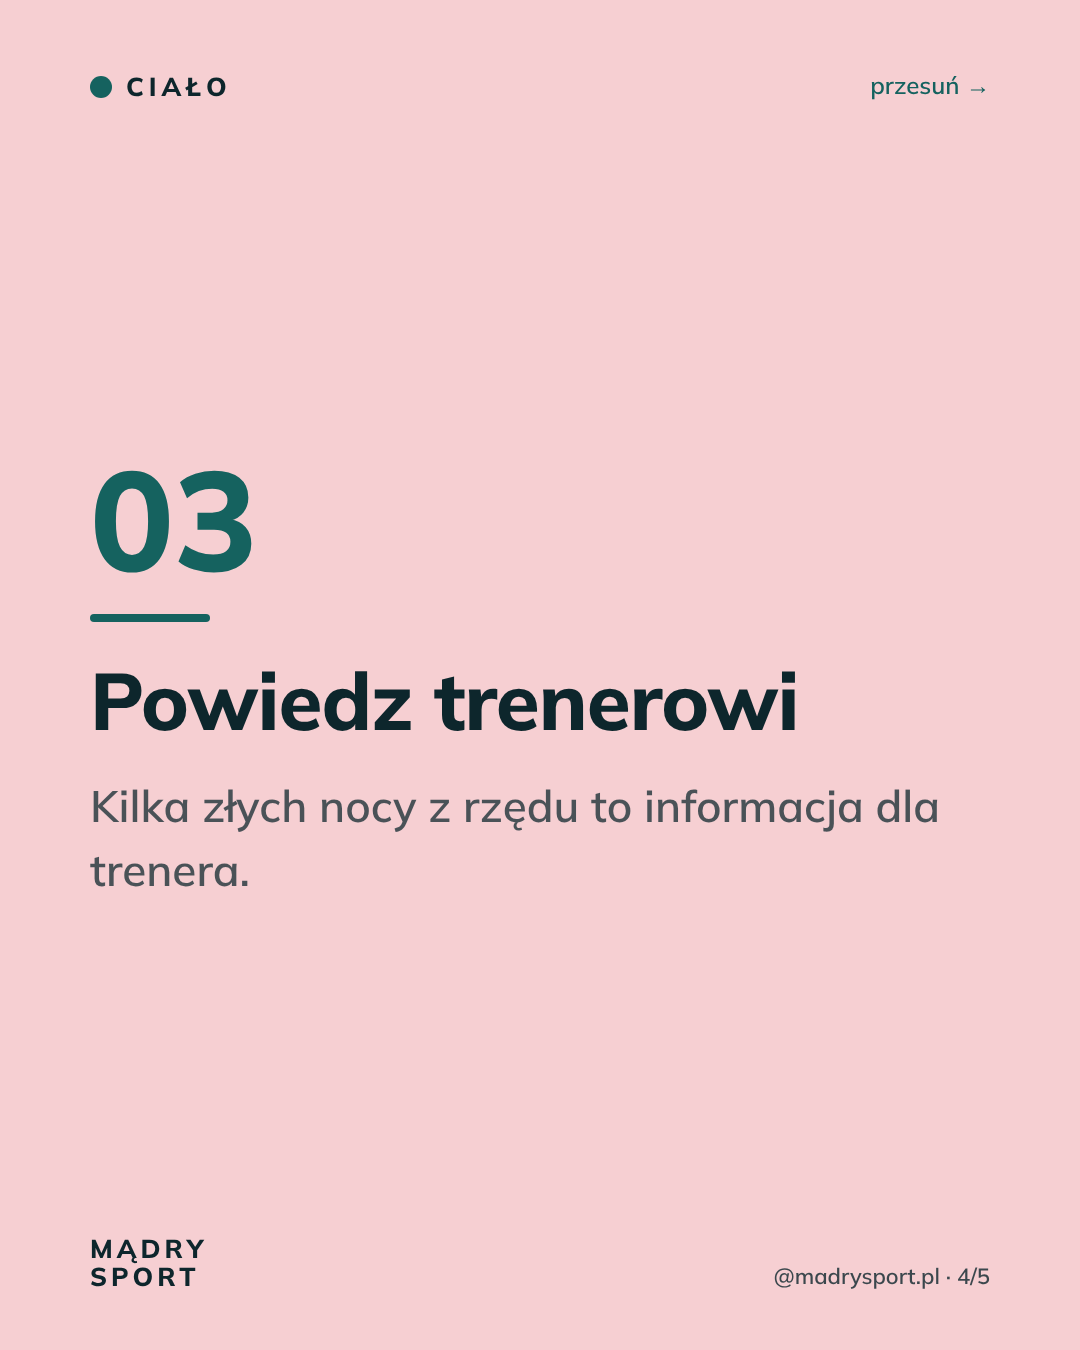 CIAŁO
przesuń →
03
Powiedz trenerowi
Kilka złych nocy z rzędu to informacja dla
trenera.
MĄDRY
SPORT
@madrysport.pl · 4/5